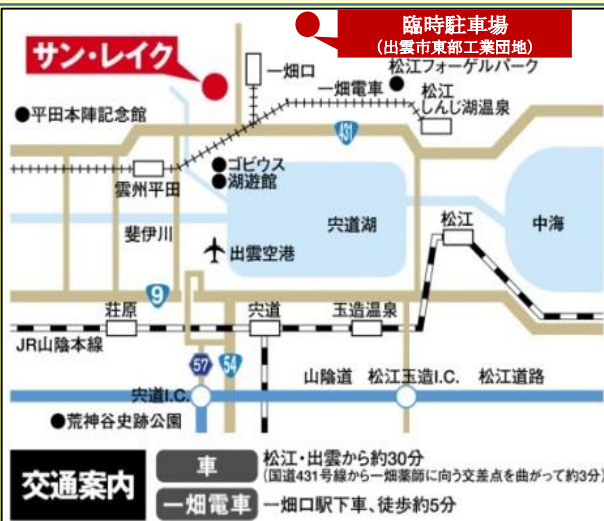 臨時駐車場
(出雲市東部工業団地)
サン・レイク
一畑口
松江フォーゲルパーク
一畑電車
松江
しんじ湖温泉
●平田本陣記念館
431
雲州平田
●ゴビウス
●湖遊館
斐伊川
宍道湖
松江
中海
出雲空港
9
荘原
宍道
玉造温泉
JR山陰本線
57
54
山陰道 松江玉造I.C. 松江道路
宍道I.C.
●荒神谷史跡公園
交通案内
車
松江・出雲から約30分
(国道431号線から一畑薬師に向う交差点を曲がって約3分)
一畑電車
一畑口駅下車、徒歩約5分